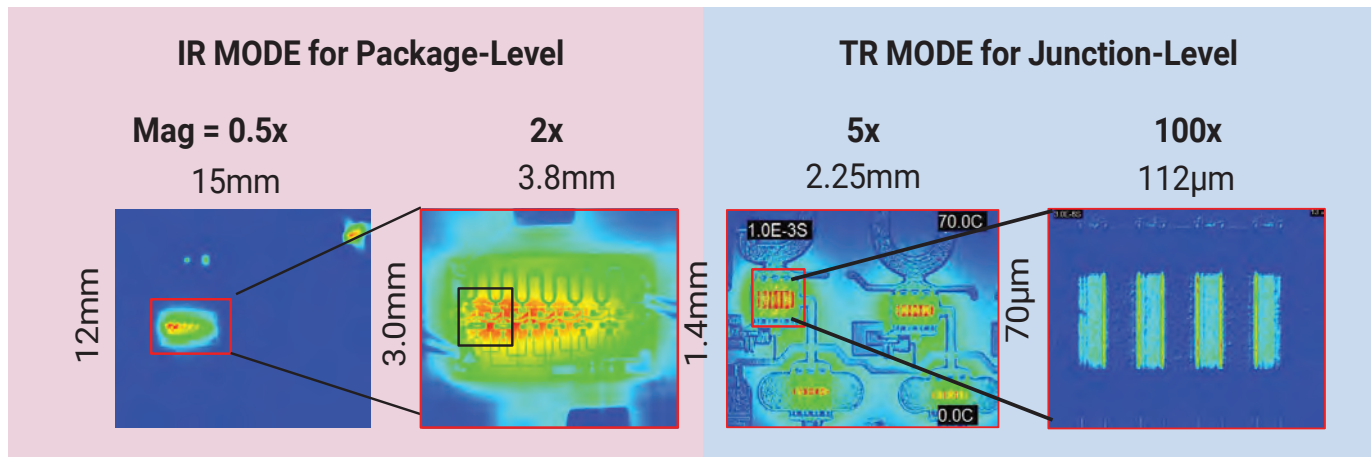 IR MODE for Package-Level
TR MODE for Junction-Level
Mag = 0.5x
2x
5x
100x
15mm
3.8mm
2.25mm
112µm
12mm
3.0mm
1.4mm
70µm
1.0E-3S
70.0C
0.0C